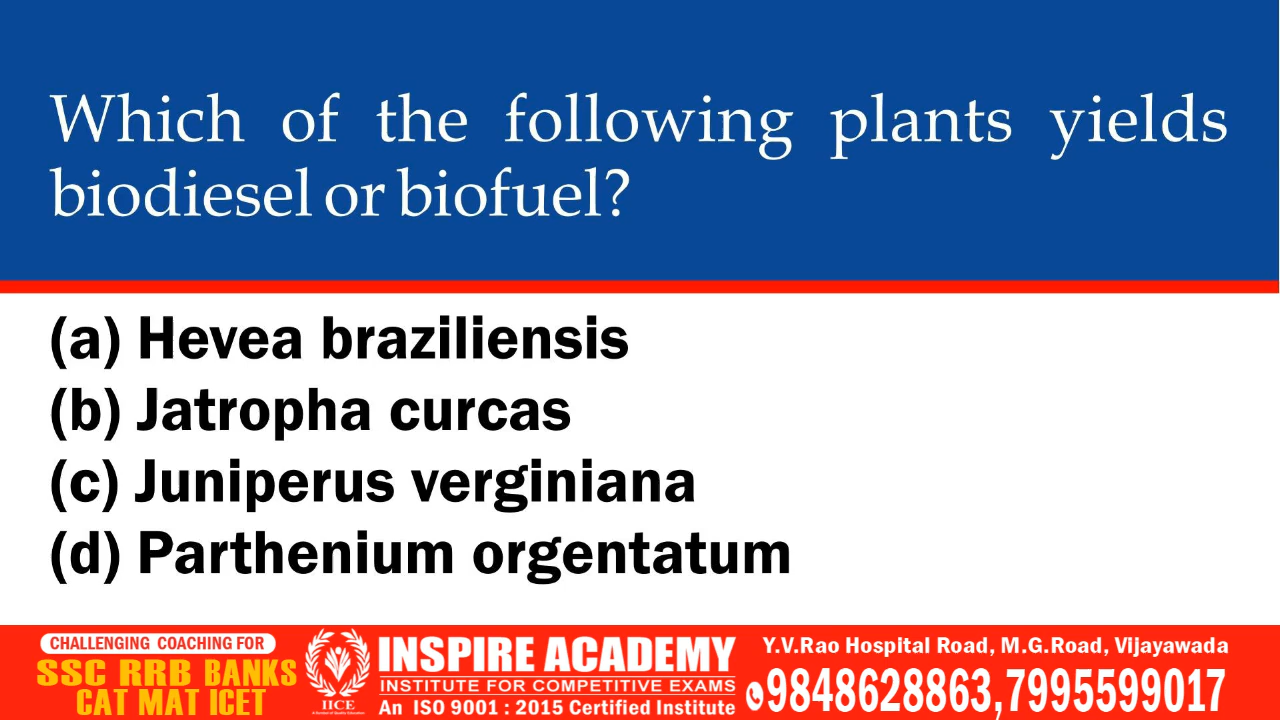 Which of the following plants yields
biodiesel or biofuel?
(a) Hevea braziliensis
(b) Jatropha curcas
(c) Juniperus verginiana
(d) Parthenium orgentatum
CHALLENGING COACHING FOR
SSC RRB BANKS
CAT MAT ICET
IICE
INSPIRE ACADEMY
INSTITUTE FOR COMPETITIVE EXAMS
An ISO 9001 : 2015 Certified Institute
Y.V.Rao Hospital Road, M.G.Road, Vijayawada
9848628863,7995599017